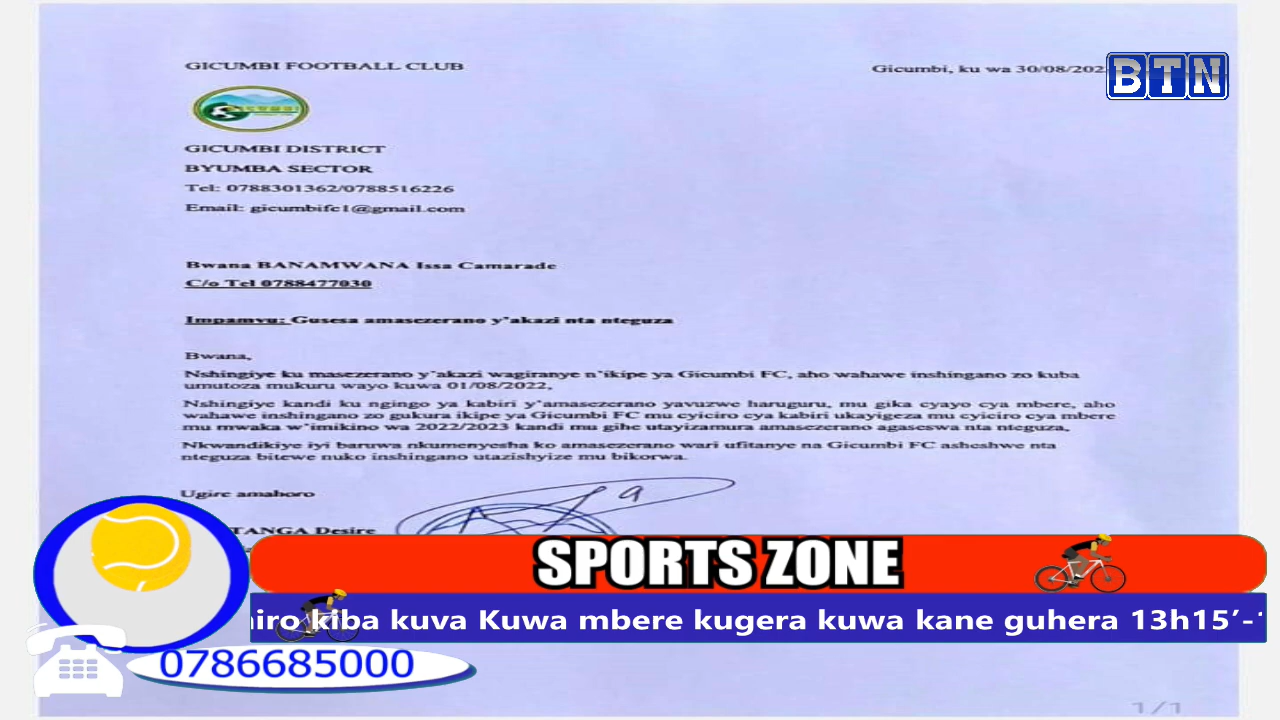 GICUMBI FOOTBALL CLUB
Gicumbi, ku wa 30/08/202
BTN
GICUMBI DISTRICT
BYUMBA SECTOR
Tel: 0788301362/0788516226
Email: gicumbifc1@gmail.com
Bwana BANAMWANA Issa Camarade
C/o Tel 0788477030
Impamvu: Gusesa amasezerano y'akazi nta nteguza
Bwana,
Nshingiye ku masezerano y'akazi wagiranye n'ikipe ya Gicumbi FC, aho wahawe inshingano zo kuba
umutoza mukuru wayo kuwa 01/08/2022,
Nshingiye kandi ku ngingo ya kabiri y'amasezerano yavuzwe haruguru, mu gika cyayo cya mbere, aho
wahawe inshingano zo gukura ikipe ya Gicumbi FC mu cyiciro cya kabiri ukayigeza mu cyiciro cya mbere
mu mwaka w'imikino wa 2022/2023 kandi mu gihe utayizamura amasezerano agaseswa nta nteguza,
Nkwandikiye iyi baruwa nkumenyesha ko amasezerano wari ufitanye na Gicumbi FC asheshwe nta
nteguza bitewe nuko inshingano utazishyize mu bikorwa.
Ugire amahoro
TANGA Desire
SPORTS ZONE
iro kiba kuva Kuwa mbere kugera kuwa kane guhera 13h15'-
0786685000
1/1